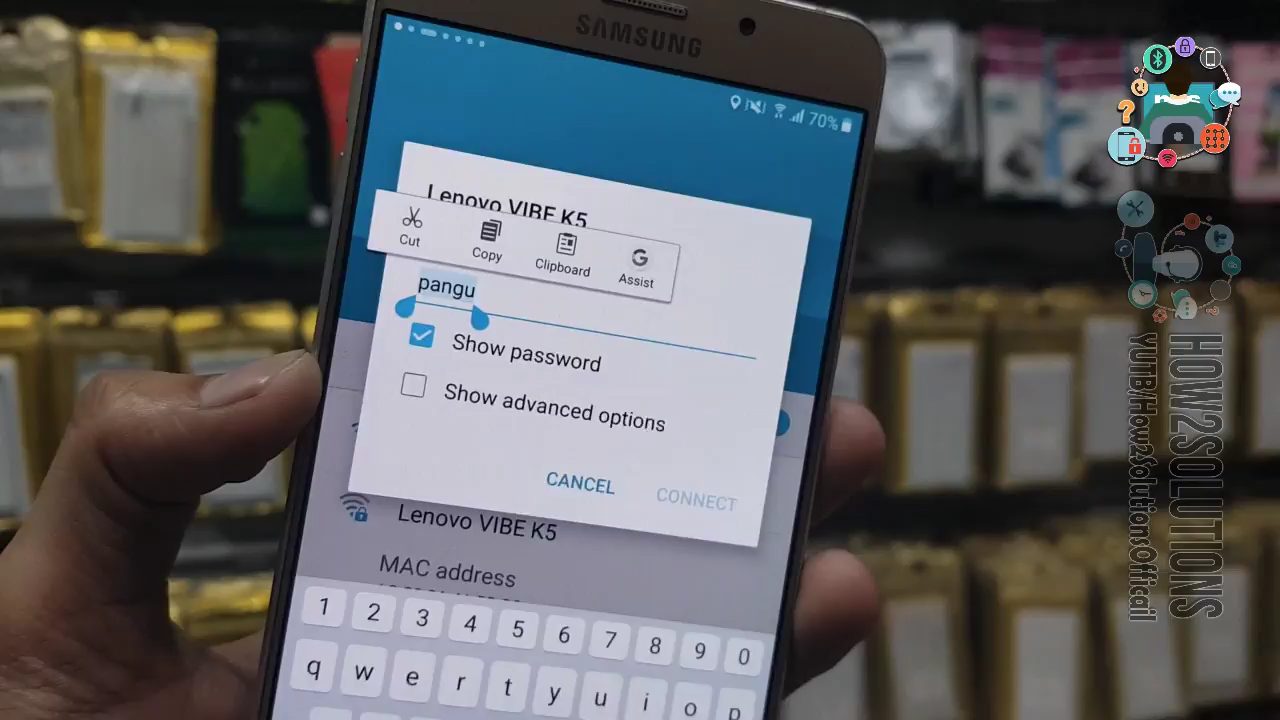 SAMSUNG
70%
Lenovo VIBE K5
Cut
Copy
Clipboard
Assist
pangu
Show password
Show advanced options
CANCEL
CONNECT
Lenovo VIBE K5
MAC address
1 2 3 4 5 6 7 8 9 0
q w e r t y u i o p
HOW2SOLUTIONS
YUTB/How2SolutionsOfficail